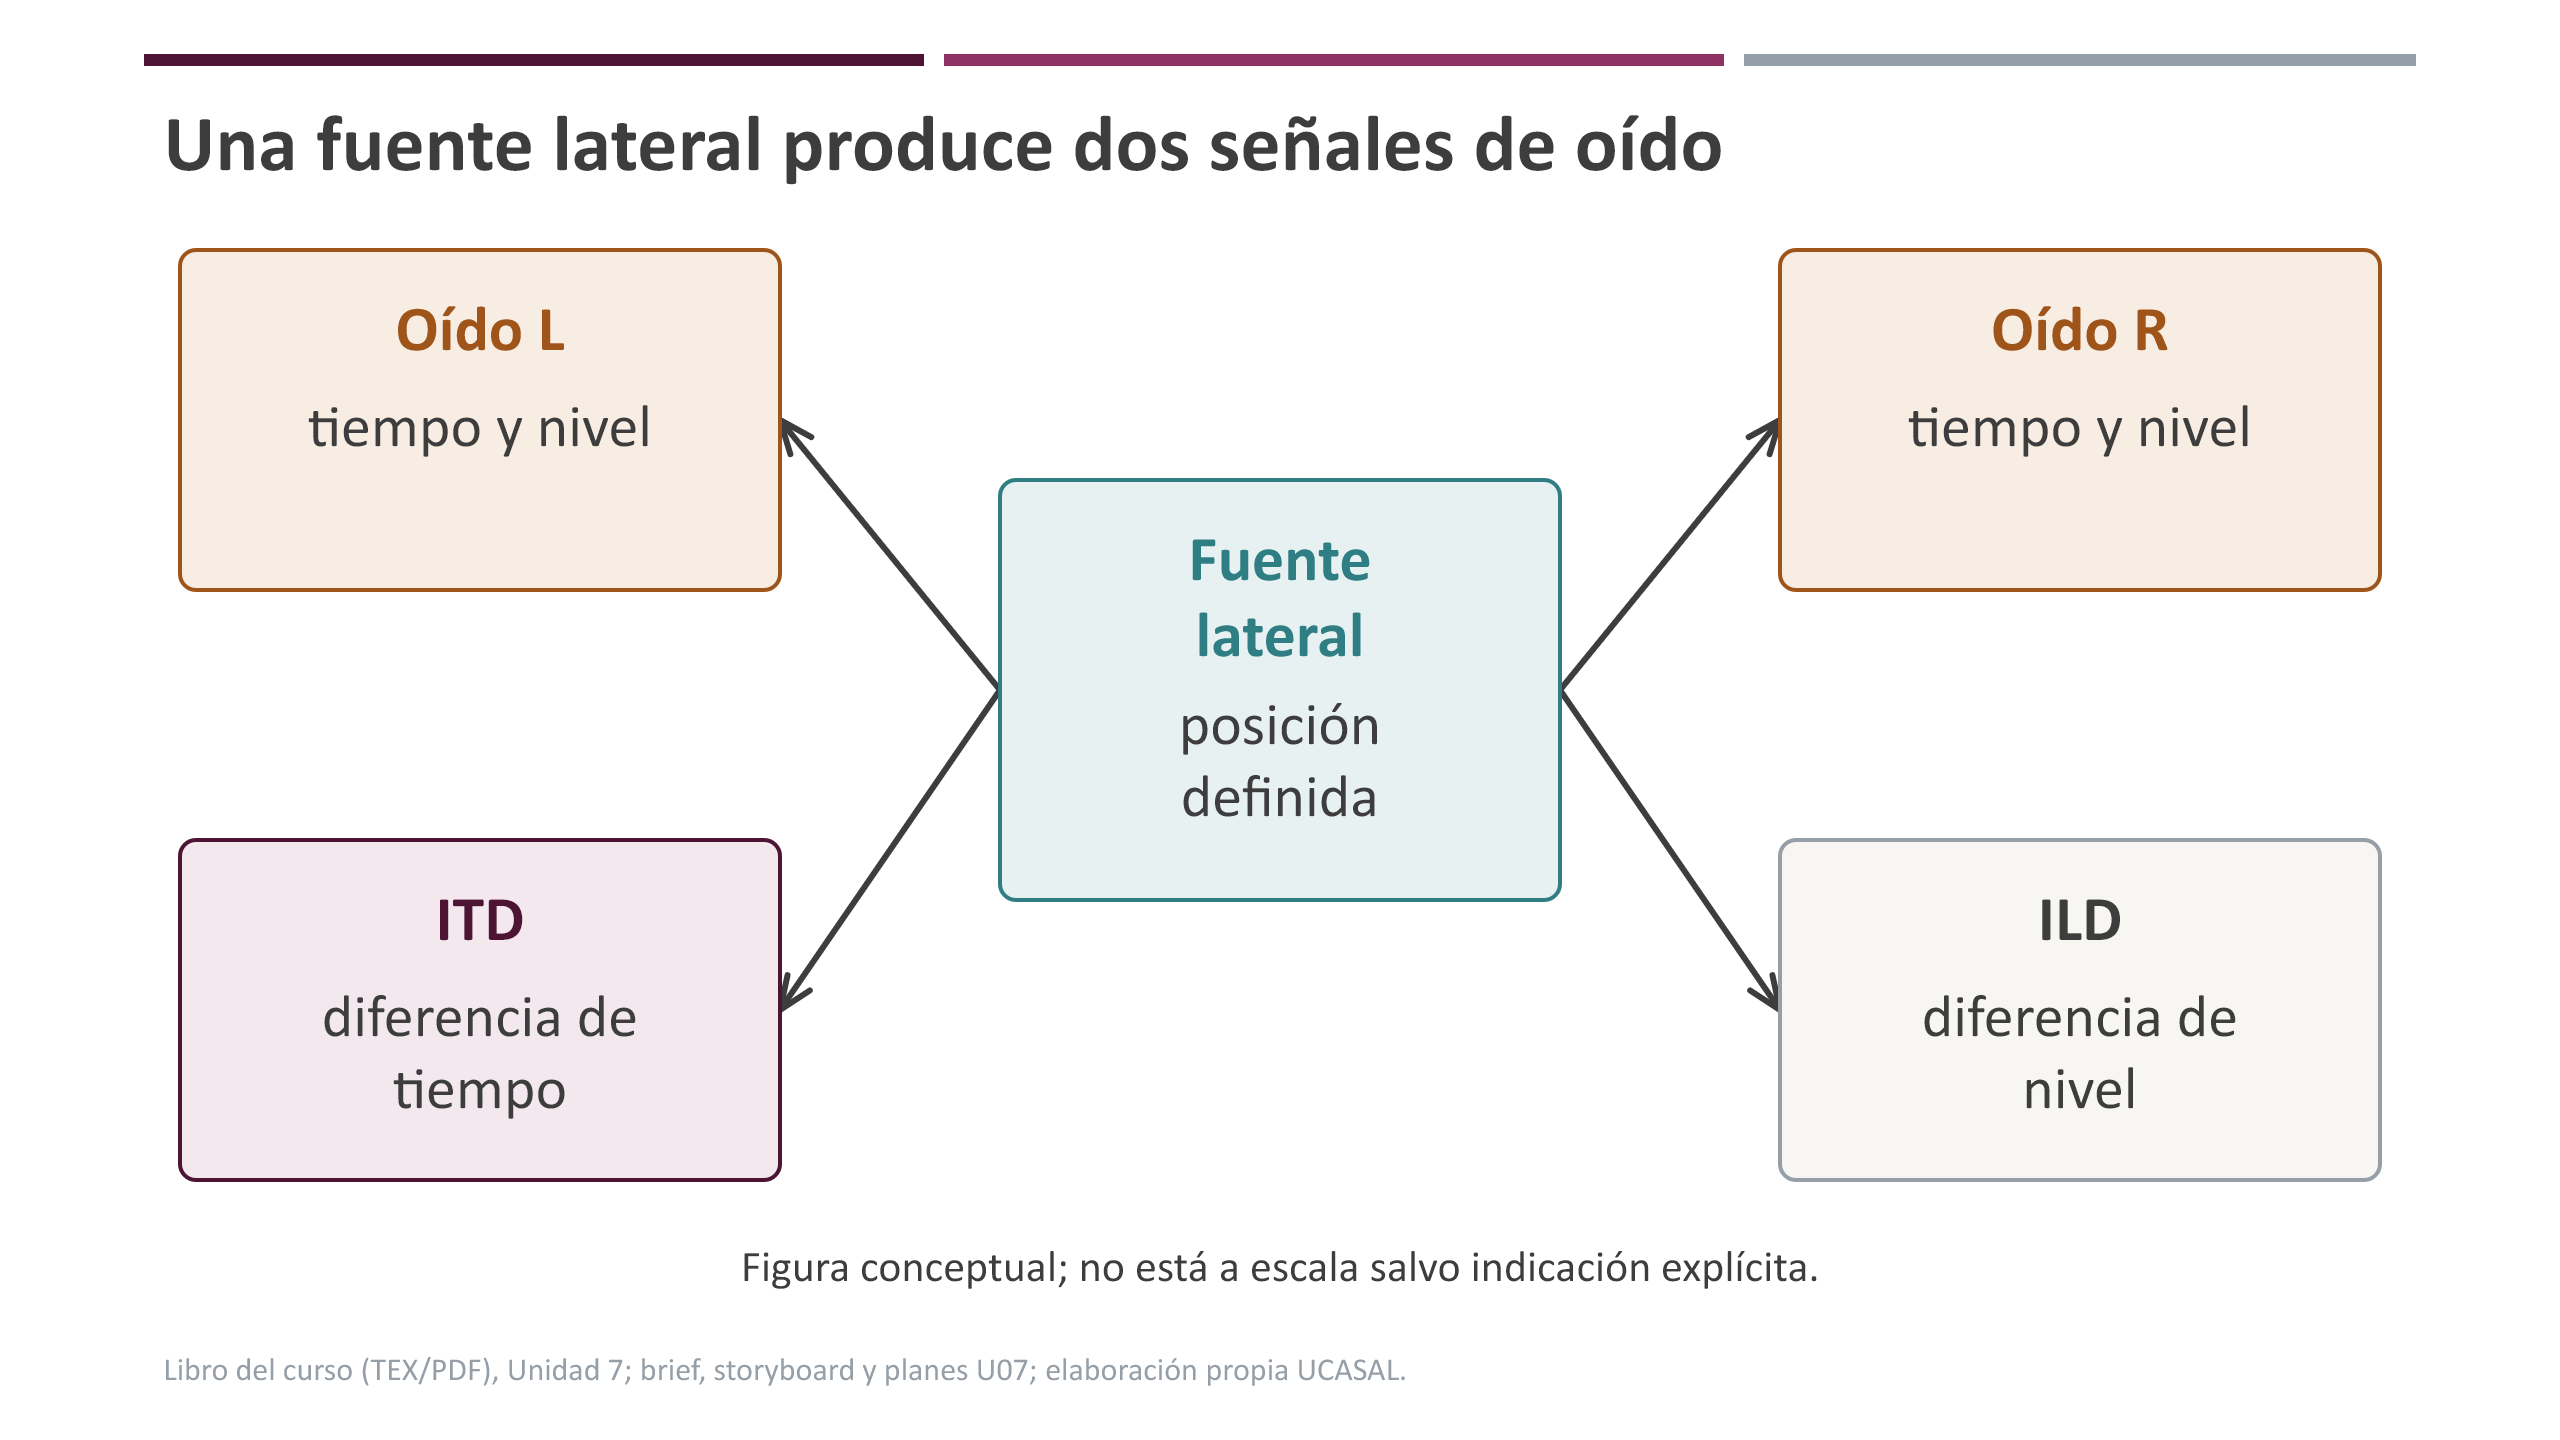 Una fuente lateral produce dos señales de oído
Oído L
tiempo y nivel
Oído R
tiempo y nivel
Fuente
lateral
posición
definida
ITD
diferencia de
tiempo
ILD
diferencia de
nivel
Figura conceptual; no está a escala salvo indicación explícita.
Libro del curso (TEX/PDF), Unidad 7; brief, storyboard y planes U07; elaboración propia UCASAL.